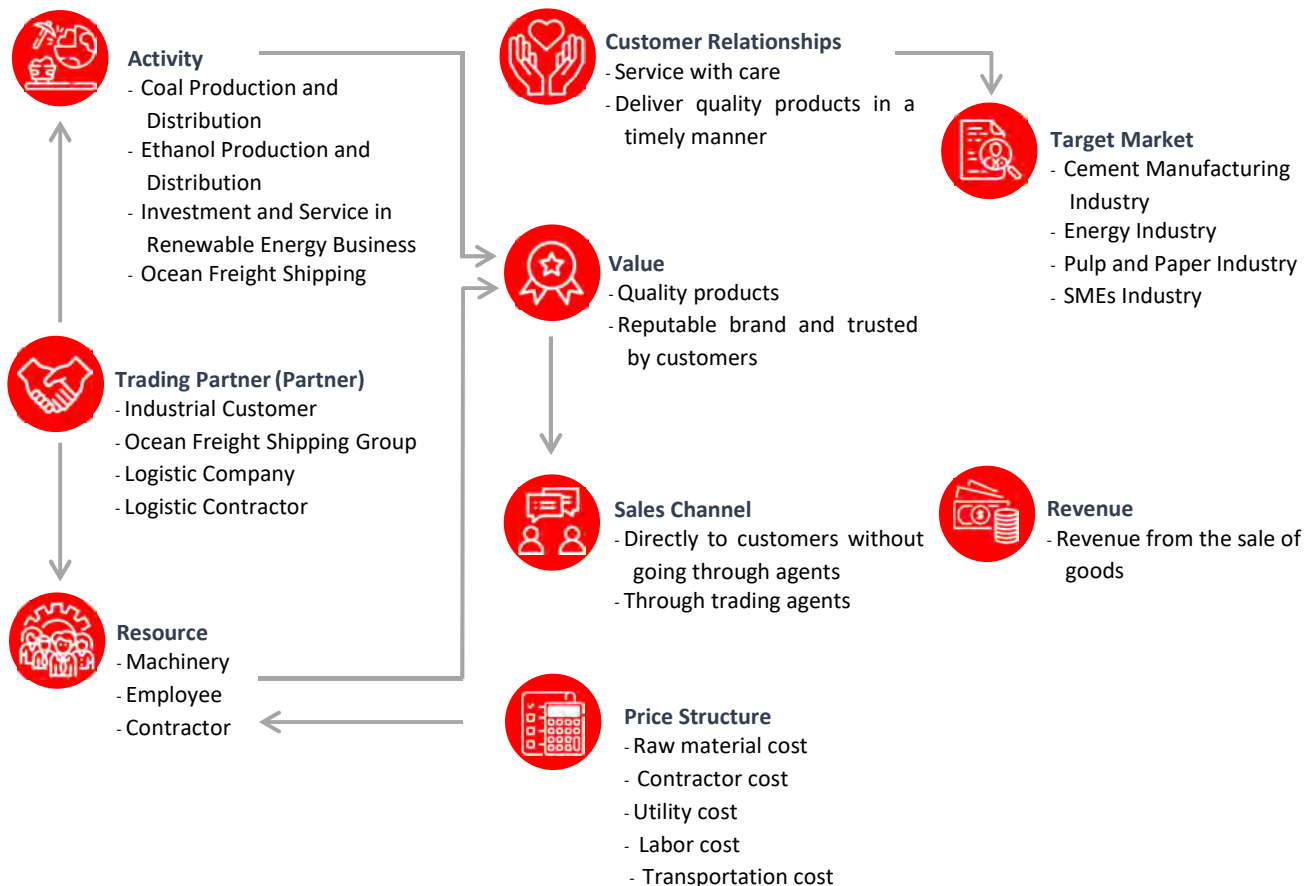 Activity
- Coal Production and
Distribution
- Ethanol Production and
Distribution
- Investment and Service in
Renewable Energy Business
- Ocean Freight Shipping
Trading Partner (Partner)
- Industrial Customer
- Ocean Freight Shipping Group
- Logistic Company
- Logistic Contractor
Resource
- Machinery
- Employee
- Contractor
Customer Relationships
- Service with care
- Deliver quality products in a
timely manner
Value
- Quality products
- Reputable brand and trusted
by customers
Sales Channel
- Directly to customers without
going through agents
- Through trading agents
Price Structure
- Raw material cost
- Contractor cost
- Utility cost
- Labor cost
- Transportation cost
Target Market
- Cement Manufacturing
Industry
- Energy Industry
- Pulp and Paper Industry
- SMEs Industry
Revenue
- Revenue from the sale of
goods